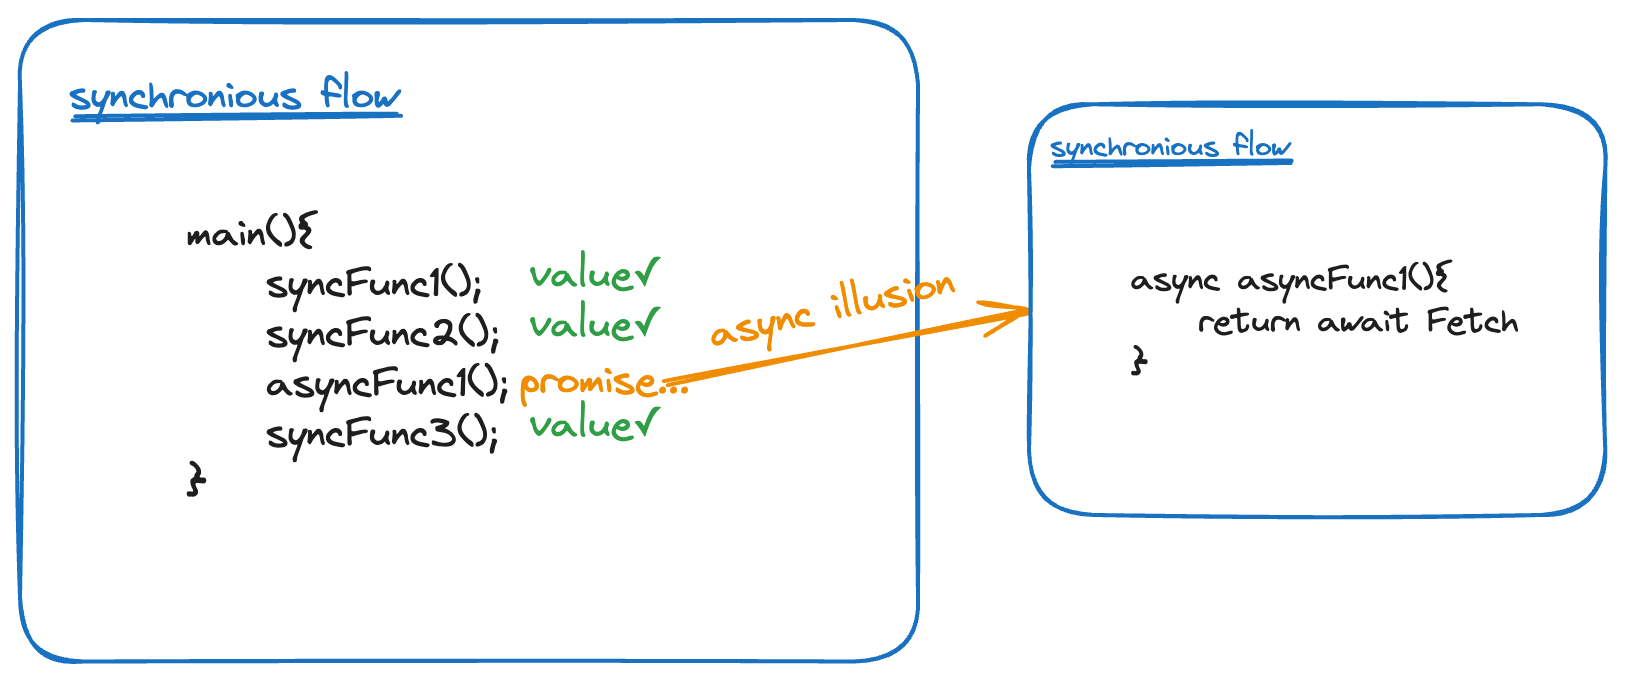 synchronious flow
main(){
syncFunc1(); value✓
syncFunc2(); value✓
asyncFunc1(); promise...
syncFunc3(); value✓
}
async illusion
synchronious flow
async asyncFunc1(){
return await Fetch
}